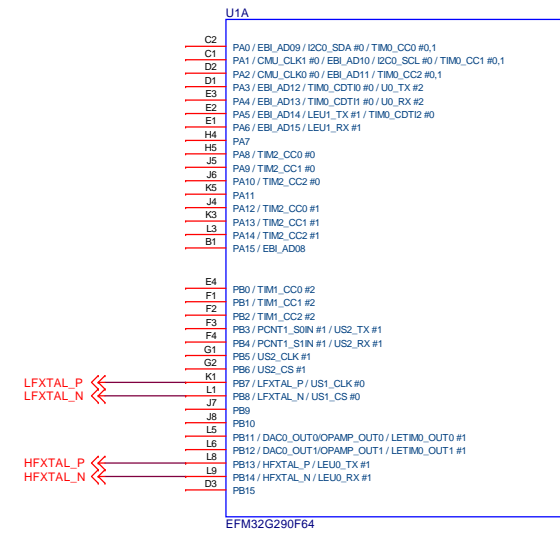 U1A
C2 PA0 / EBI_AD09 / I2C0_SDA #0 / TIM0_CC0 #0,1
C1 PA1 / CMU_CLK1 #0 / EBI_AD10 / I2C0_SCL #0 / TIM0_CC1 #0,1
D2 PA2 / CMU_CLK0 #0 / EBI_AD11 / TIM0_CC2 #0,1
D1 PA3 / EBI_AD12 / TIM0_CDTI0 #0 / U0_TX #2
E3 PA4 / EBI_AD13 / TIM0_CDTI1 #0 / U0_RX #2
E2 PA5 / EBI_AD14 / LEU1_TX #1 / TIM0_CDTI2 #0
E1 PA6 / EBI_AD15 / LEU1_RX #1
H4 PA7
H5 PA8 / TIM2_CC0 #0
J5 PA9 / TIM2_CC1 #0
J6 PA10 / TIM2_CC2 #0
K5 PA11
J4 PA12 / TIM2_CC0 #1
K3 PA13 / TIM2_CC1 #1
L3 PA14 / TIM2_CC2 #1
B1 PA15 / EBI_AD08
E4 PB0 / TIM1_CC0 #2
F1 PB1 / TIM1_CC1 #2
F2 PB2 / TIM1_CC2 #2
F3 PB3 / PCNT1_S0IN #1 / US2_TX #1
F4 PB4 / PCNT1_S1IN #1 / US2_RX #1
G1 PB5 / US2_CLK #1
G2 PB6 / US2_CS #1
LFXTAL_P K1 PB7 / LFXTAL_P / US1_CLK #0
LFXTAL_N L1 PB8 / LFXTAL_N / US1_CS #0
J7 PB9
J8 PB10
L5 PB11 / DAC0_OUT0/OPAMP_OUT0 / LETIM0_OUT0 #1
L6 PB12 / DAC0_OUT1/OPAMP_OUT1 / LETIM0_OUT1 #1
HFXTAL_P L8 PB13 / HFXTAL_P / LEU0_TX #1
HFXTAL_N L9 PB14 / HFXTAL_N / LEU0_RX #1
D3 PB15
EFM32G290F64